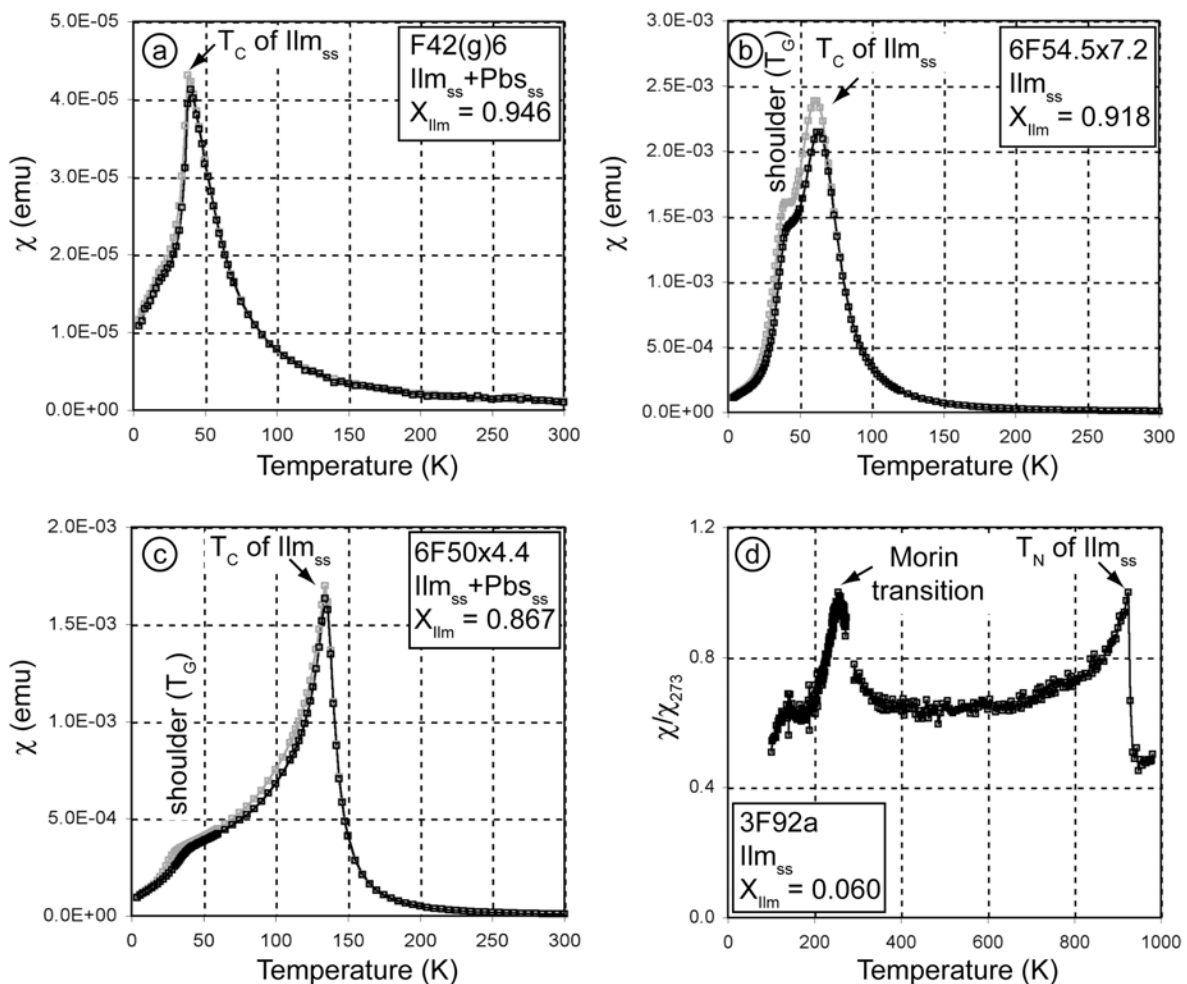 a
T_C of Ilm_ss
F42(g)6
Ilm_ss+Pbs_ss
X_Ilm = 0.946
5.0E-05
4.0E-05
3.0E-05
2.0E-05
1.0E-05
0.0E+00
χ (emu)
0
50
100
150
200
250
300
Temperature (K)
b
shoulder (T_G)
T_C of Ilm_ss
6F54.5x7.2
Ilm_ss
X_Ilm = 0.918
3.0E-03
2.5E-03
2.0E-03
1.5E-03
1.0E-03
5.0E-04
0.0E+00
χ (emu)
0
50
100
150
200
250
300
Temperature (K)
c
T_C of Ilm_ss
6F50x4.4
Ilm_ss+Pbs_ss
X_Ilm = 0.867
shoulder (T_G)
2.0E-03
1.5E-03
1.0E-03
5.0E-04
0.0E+00
χ (emu)
0
50
100
150
200
250
300
Temperature (K)
d
Morin
transition
T_N of Ilm_ss
3F92a
Ilm_ss
X_Ilm = 0.060
1.2
0.8
0.4
0.0
χ/χ_273
0
200
400
600
800
1000
Temperature (K)